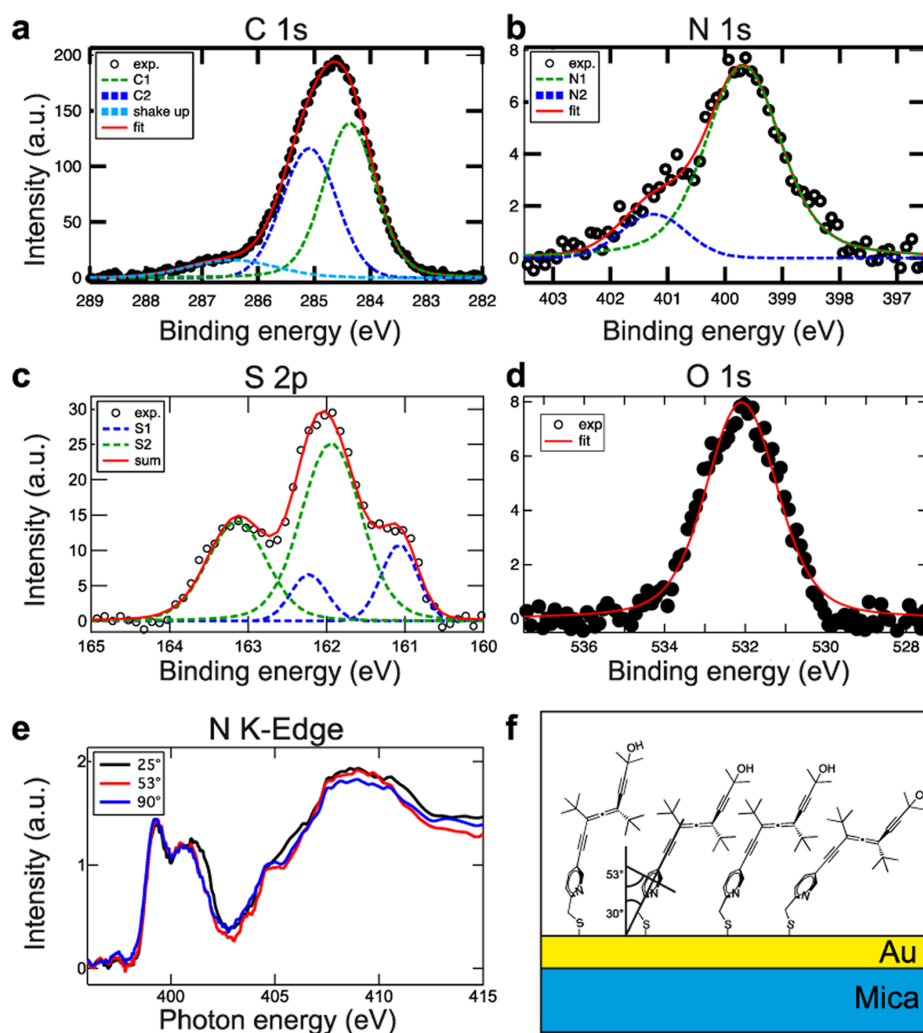 a
C 1s
Intensity (a.u.)
200
150
100
50
0
exp.
C1
C2
shake up
fit
289 288 287 286 285 284 283 282
Binding energy (eV)
b
N 1s
Intensity (a.u.)
8
6
4
2
0
exp.
N1
N2
fit
403 402 401 400 399 398 397
Binding energy (eV)
c
S 2p
Intensity (a.u.)
30
25
20
15
10
5
0
exp.
S1
S2
sum
165 164 163 162 161 160
Binding energy (eV)
d
O 1s
Intensity (a.u.)
8
6
4
2
0
exp
fit
536 534 532 530 528
Binding energy (eV)
e
N K-Edge
Intensity (a.u.)
2
1
0
25°
53°
90°
400 405 410 415
Photon energy (eV)
f
OH
OH
OH
O
53°
30°
N
N
N
N
S
S
S
S
Au
Mica